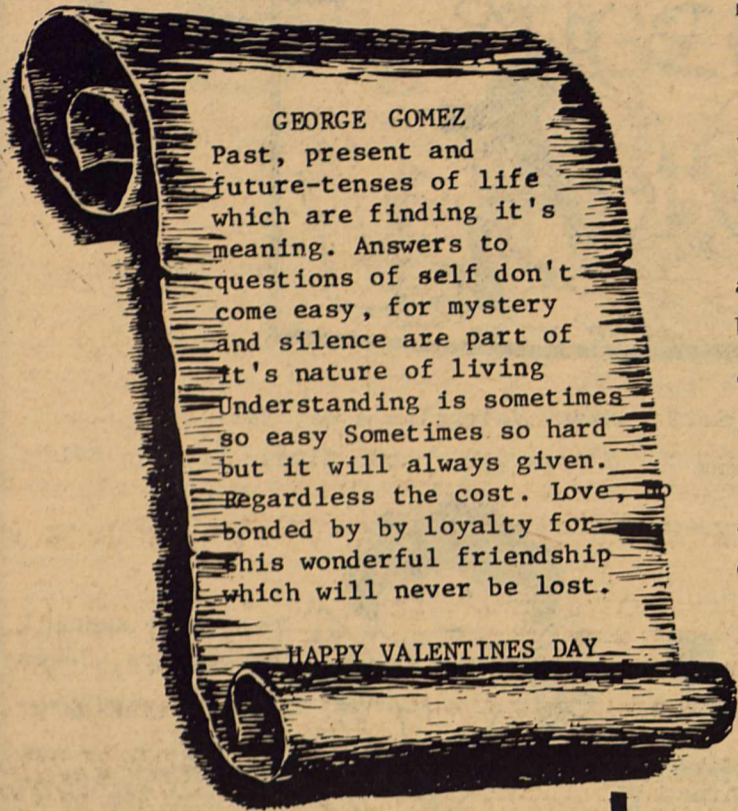 GEORGE GOMEZ
Past, present and
future-tenses of life
which are finding it's
meaning. Answers to
questions of self don't
come easy, for mystery
and silence are part of
it's nature of living
Understanding is sometimes
so easy Sometimes so hard
but it will always given.
Regardless the cost. Love,
bonded by by loyalty for
this wonderful friendship
which will never be lost.
HAPPY VALENTINES DAY